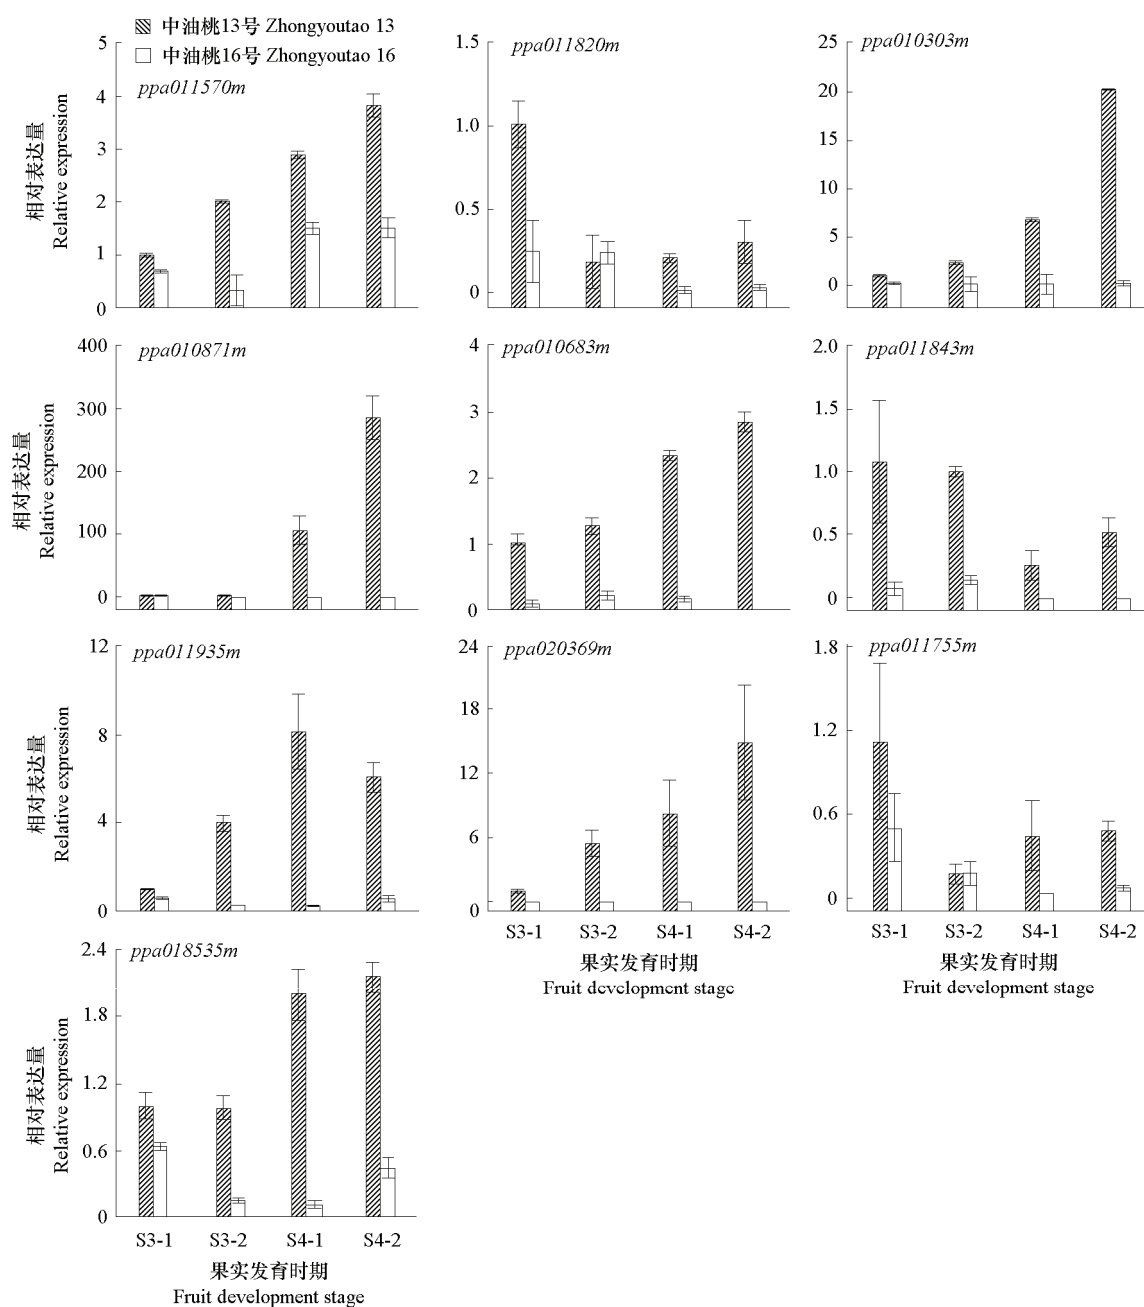 中油桃13号 Zhongyoutao 13
中油桃16号 Zhongyoutao 16
ppa011570m
5
4
3
2
1
0
相对表达量
Relative expression
ppa011820m
1.5
1.0
0.5
0
ppa010303m
25
20
15
10
5
0
ppa010871m
400
300
200
100
0
相对表达量
Relative expression
ppa010683m
4
3
2
1
0
ppa011843m
2.0
1.5
1.0
0.5
0
ppa011935m
12
8
4
0
相对表达量
Relative expression
ppa020369m
24
18
12
6
0
S3-1 S3-2 S4-1 S4-2
果实发育时期
Fruit development stage
ppa011755m
1.8
1.2
0.6
0
S3-1 S3-2 S4-1 S4-2
果实发育时期
Fruit development stage
ppa018535m
2.4
1.8
1.2
0.6
0
相对表达量
Relative expression
S3-1 S3-2 S4-1 S4-2
果实发育时期
Fruit development stage